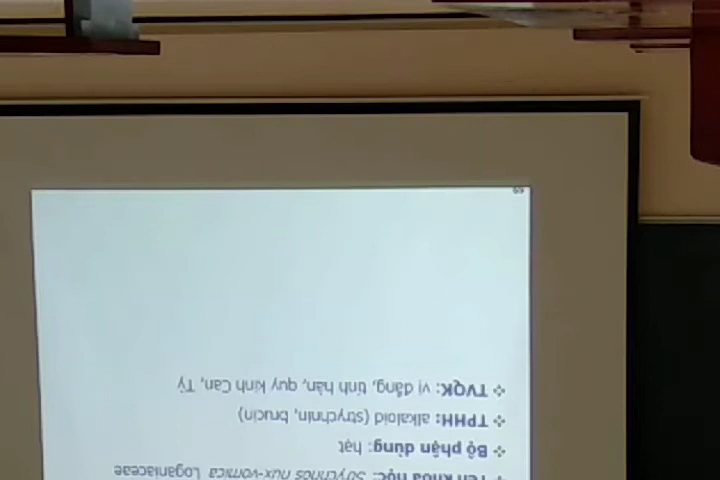 ❖ Tên khoa học: Strychnos nux-vomica Loganiaceae
❖ Bộ phận dùng: hạt
❖ TPHH: alkaloid (strychnin, brucin)
❖ TVQK: vị đắng, tính hàn, quy kinh Can, Tỳ